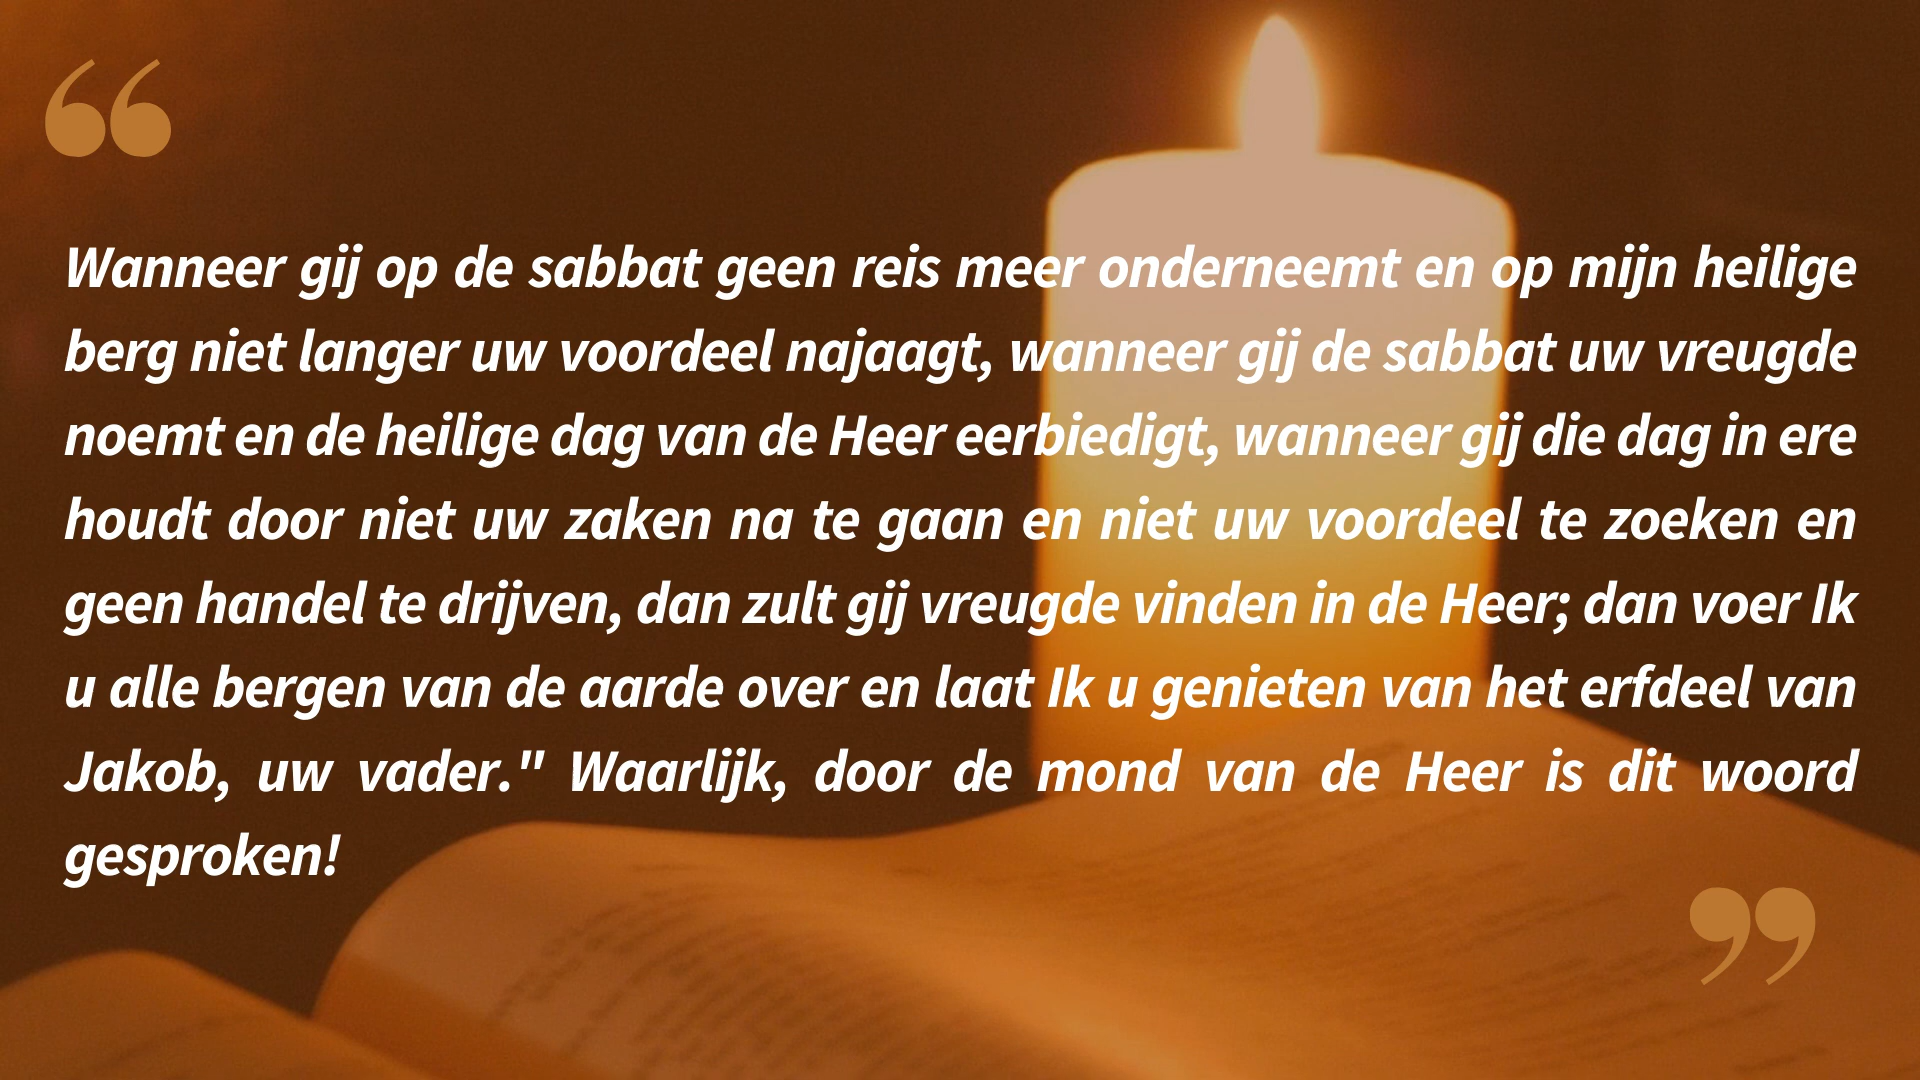 “
Wanneer gij op de sabbat geen reis meer onderneemt en op mijn heilige
berg niet langer uw voordeel najaagt, wanneer gij de sabbat uw vreugde
noemt en de heilige dag van de Heer eerbiedigt, wanneer gij die dag in ere
houdt door niet uw zaken na te gaan en niet uw voordeel te zoeken en
geen handel te drijven, dan zult gij vreugde vinden in de Heer; dan voer Ik
u alle bergen van de aarde over en laat Ik u genieten van het erfdeel van
Jakob, uw vader." Waarlijk, door de mond van de Heer is dit woord
gesproken!
”